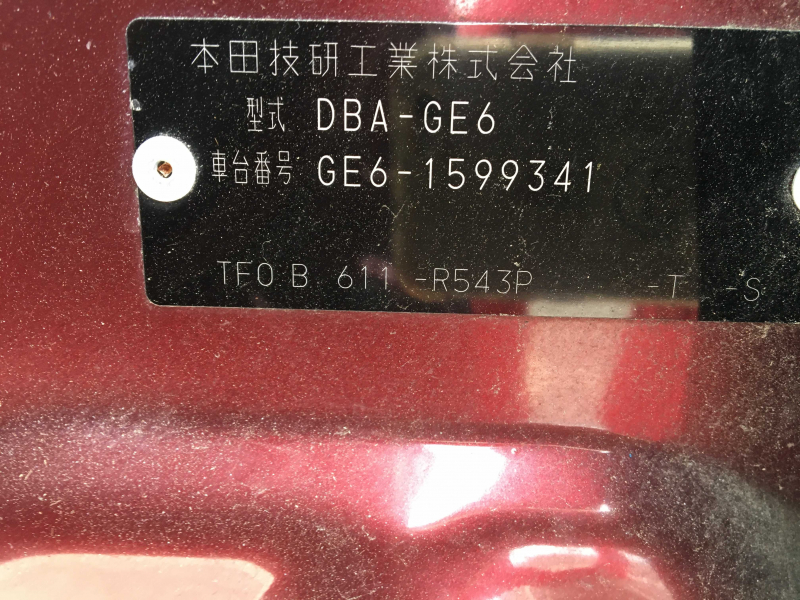 本田技研工業株式会社
型式 DBA-GE6
車台番号 GE6-1599341
TF0 B 611 -R543P -T -S